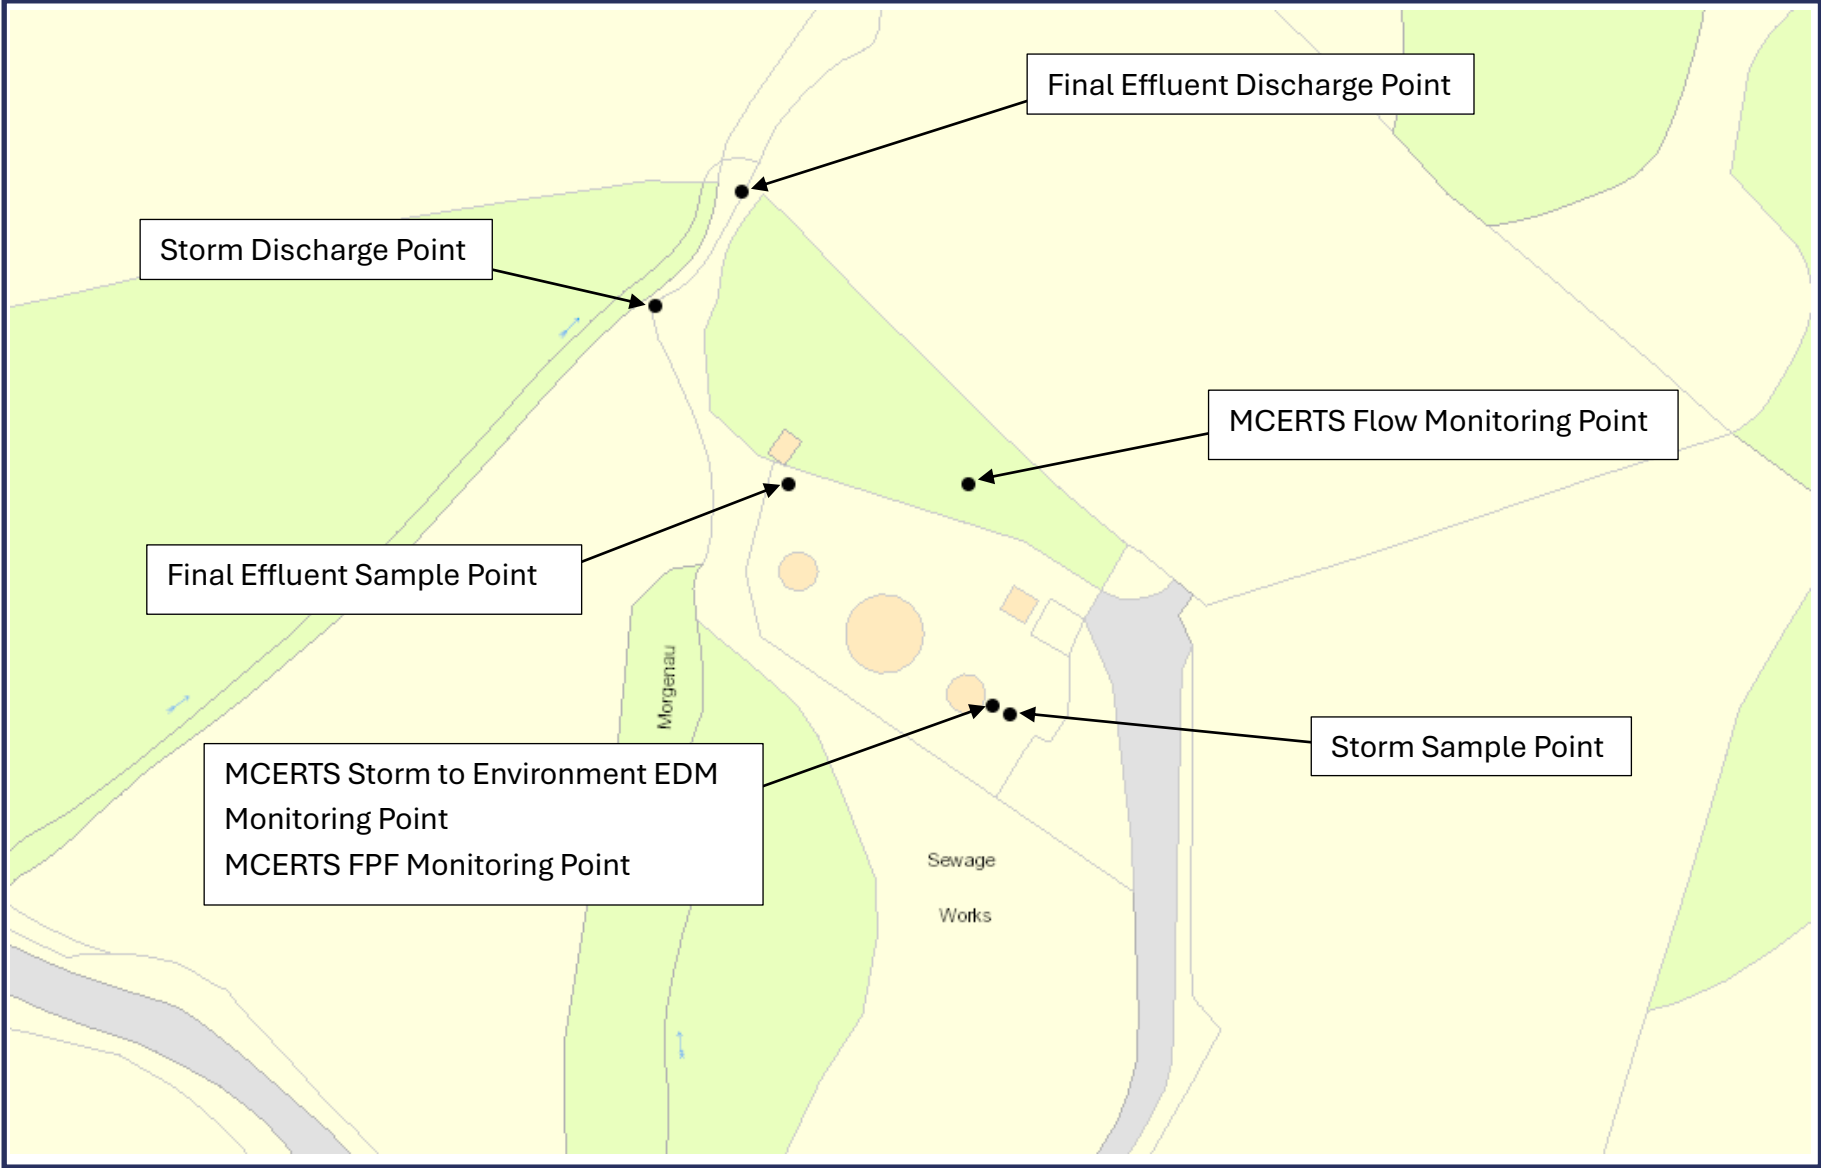 Final Effluent Discharge Point
Storm Discharge Point
MCERTS Flow Monitoring Point
Final Effluent Sample Point
Morgenau
Storm Sample Point
MCERTS Storm to Environment EDM
Monitoring Point
MCERTS FPF Monitoring Point
Sewage
Works